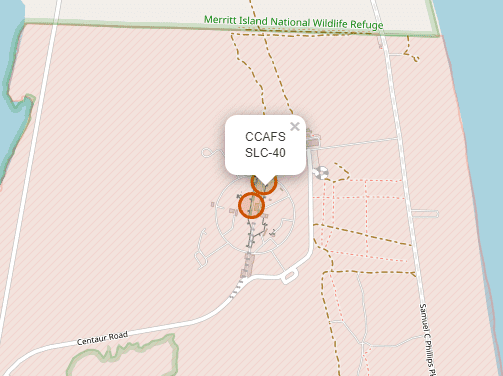 Merritt Island National Wildlife Refuge
CCAFS
SLC-40
×
Centaur Road
Samuel C Phillips P